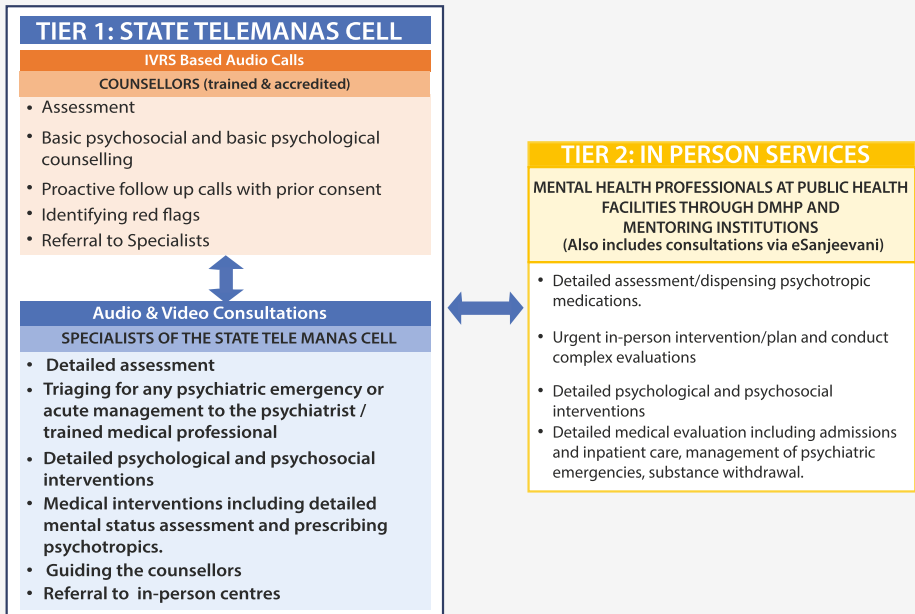 TIER 1: STATE TELEMANAS CELL
IVRS Based Audio Calls
COUNSELLORS (trained & accredited)
• Assessment
• Basic psychosocial and basic psychological
counselling
• Proactive follow up calls with prior consent
• Identifying red flags
• Referral to Specialists
Audio & Video Consultations
SPECIALISTS OF THE STATE TELE MANAS CELL
• Detailed assessment
• Triaging for any psychiatric emergency or
acute management to the psychiatrist /
trained medical professional
• Detailed psychological and psychosocial
interventions
• Medical interventions including detailed
mental status assessment and prescribing
psychotropics.
• Guiding the counsellors
• Referral to in-person centres
TIER 2: IN PERSON SERVICES
MENTAL HEALTH PROFESSIONALS AT PUBLIC HEALTH
FACILITIES THROUGH DMHP AND
MENTORING INSTITUTIONS
(Also includes consultations via eSanjeevani)
• Detailed assessment/dispensing psychotropic
medications.
• Urgent in-person intervention/plan and conduct
complex evaluations
• Detailed psychological and psychosocial
interventions
• Detailed medical evaluation including admissions
and inpatient care, management of psychiatric
emergencies, substance withdrawal.